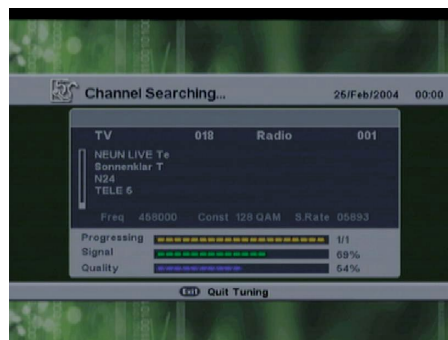 Channel Searching... 25/Feb/2004 00:00
TV 018 Radio 001
NEUN LIVE Te
Sonnenklar T
N24
TELE 5
Freq 458000 Const 128 QAM S.Rate 05893
Progressing 1/1
Signal 69%
Quality 54%
Exit Quit Tuning